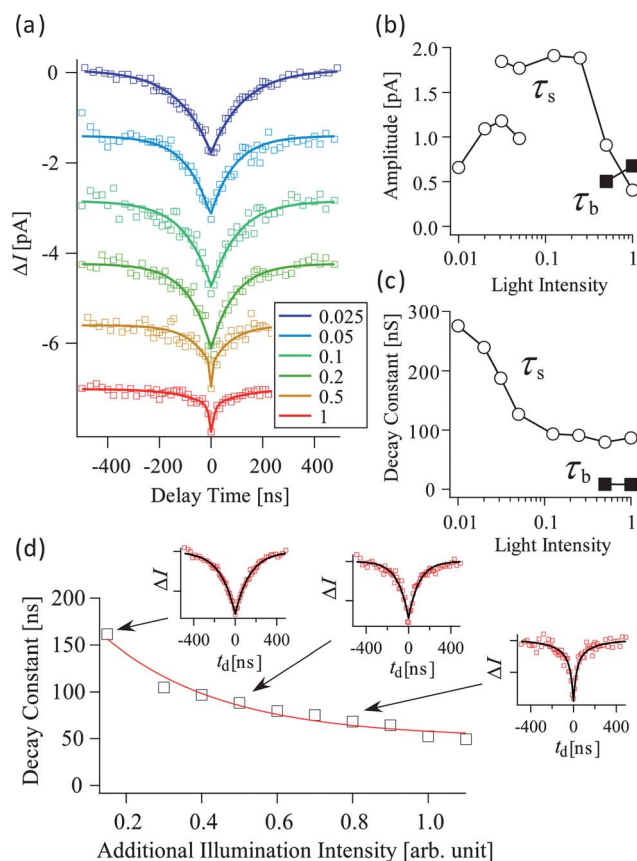 (a)
0
-2
-4
-6
ΔI [pA]
0.025
0.05
0.1
0.2
0.5
1
-400
-200
0
200
400
Delay Time [ns]
(b)
2.0
1.5
1.0
0.5
0.0
Amplitude [pA]
τs
τb
0.01
0.1
1
Light Intensity
(c)
300
200
100
0
Decay Constant [nS]
τs
τb
0.01
0.1
1
Light Intensity
(d)
200
150
100
50
0
Decay Constant [ns]
0.2
0.4
0.6
0.8
1.0
Additional Illumination Intensity [arb. unit]
ΔI
-400
0
400
td[ns]
ΔI
-400
0
400
td[ns]
ΔI
-400
0
400
td[ns]